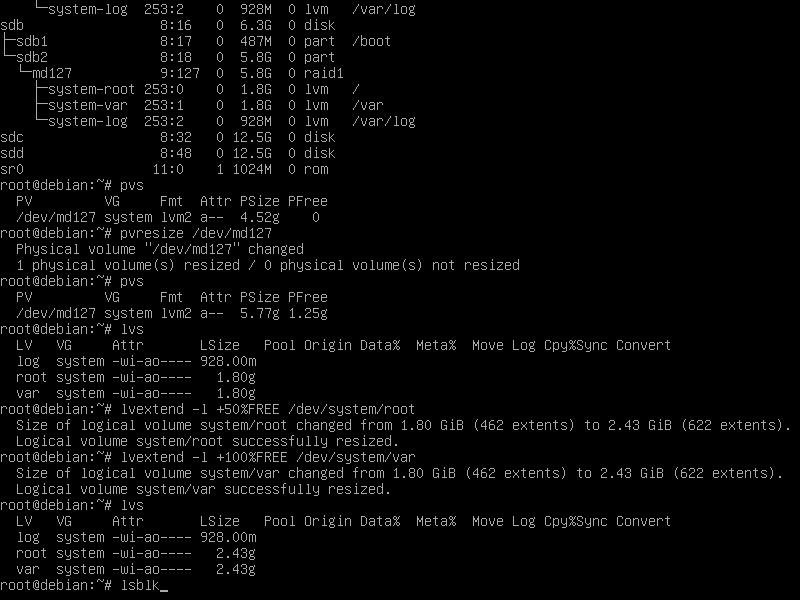 └─system-log 253:2 0 928M 0 lvm /var/log
sdb 8:16 0 6.3G 0 disk
├─sdb1 8:17 0 487M 0 part /boot
└─sdb2 8:18 0 5.8G 0 part
└─md127 9:127 0 5.8G 0 raid1
├─system-root 253:0 0 1.8G 0 lvm /
├─system-var 253:1 0 1.8G 0 lvm /var
└─system-log 253:2 0 928M 0 lvm /var/log
sdc 8:32 0 12.5G 0 disk
sdd 8:48 0 12.5G 0 disk
sr0 11:0 1 1024M 0 rom
root@debian:~# pvs
PV VG Fmt Attr PSize PFree
/dev/md127 system lvm2 a-- 4.52g 0
root@debian:~# pvresize /dev/md127
Physical volume "/dev/md127" changed
1 physical volume(s) resized / 0 physical volume(s) not resized
root@debian:~# pvs
PV VG Fmt Attr PSize PFree
/dev/md127 system lvm2 a-- 5.77g 1.25g
root@debian:~# lvs
LV VG Attr LSize Pool Origin Data% Meta% Move Log Cpy%Sync Convert
log system -wi-ao---- 928.00m
root system -wi-ao---- 1.80g
var system -wi-ao---- 1.80g
root@debian:~# lvextend -l +50%FREE /dev/system/root
Size of logical volume system/root changed from 1.80 GiB (462 extents) to 2.43 GiB (622 extents).
Logical volume system/root successfully resized.
root@debian:~# lvextend -l +100%FREE /dev/system/var
Size of logical volume system/var changed from 1.80 GiB (462 extents) to 2.43 GiB (622 extents).
Logical volume system/var successfully resized.
root@debian:~# lvs
LV VG Attr LSize Pool Origin Data% Meta% Move Log Cpy%Sync Convert
log system -wi-ao---- 928.00m
root system -wi-ao---- 2.43g
var system -wi-ao---- 2.43g
root@debian:~# lsblk_